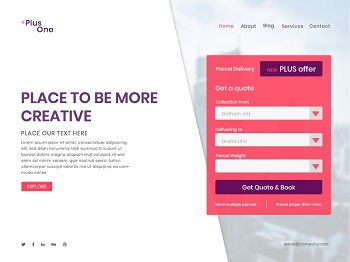 +Plus
One
Home
About
Blog
Services
Contact
Parcel Delivery
NEW PLUS offer
Get a quote
Collection from
Durham city
Delivering to
Grand Line
Parcel Weight
Get Quote & Book
Send multiple parcels
Parcel larger than 1 mm
PLACE TO BE MORE
CREATIVE
PLACE OUR TEXT HERE
Lorem ipsum dolor sit amet, consectetuer adipiscing
elit, sed diam nonummy nibh euismod tincidunt ut
laoreet dolore magna aliquam erat volutpat. Ut wisi
enim ad minim veniam, quis nostrud exerci tation
ullamcorper suscipit lobortis nisl ut aliquip ex ea com-
modo conse
EXPLORE
email@company.com